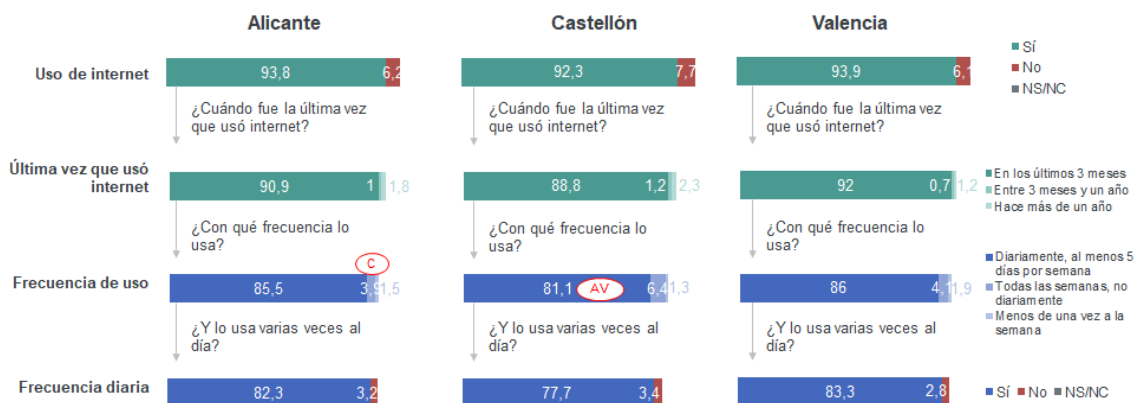 Alicante Castellón Valencia
Uso de internet 93,8 6,2 92,3 7,7 93,9 6,1
Sí
No
NS/NC
¿Cuándo fue la última vez ¿Cuándo fue la última vez ¿Cuándo fue la última vez
que usó internet? que usó internet? que usó internet?
Última vez que usó
internet 90,9 1 1,8 88,8 1,2 2,3 92 0,7 1,2
En los últimos 3 meses
Entre 3 meses y un año
Hace más de un año
¿Con qué frecuencia lo ¿Con qué frecuencia lo ¿Con qué frecuencia lo
usa? usa? usa?
C
Frecuencia de uso 85,5 3,9 1,5 81,1 AV 6,4 1,3 86 4,1 1,9
Diariamente, al menos 5
días por semana
Todas las semanas, no
diariamente
Menos de una vez a la
semana
¿Y lo usa varias veces al ¿Y lo usa varias veces al ¿Y lo usa varias veces al
día? día? día?
Frecuencia diaria 82,3 3,2 77,7 3,4 83,3 2,8
Sí No NS/NC